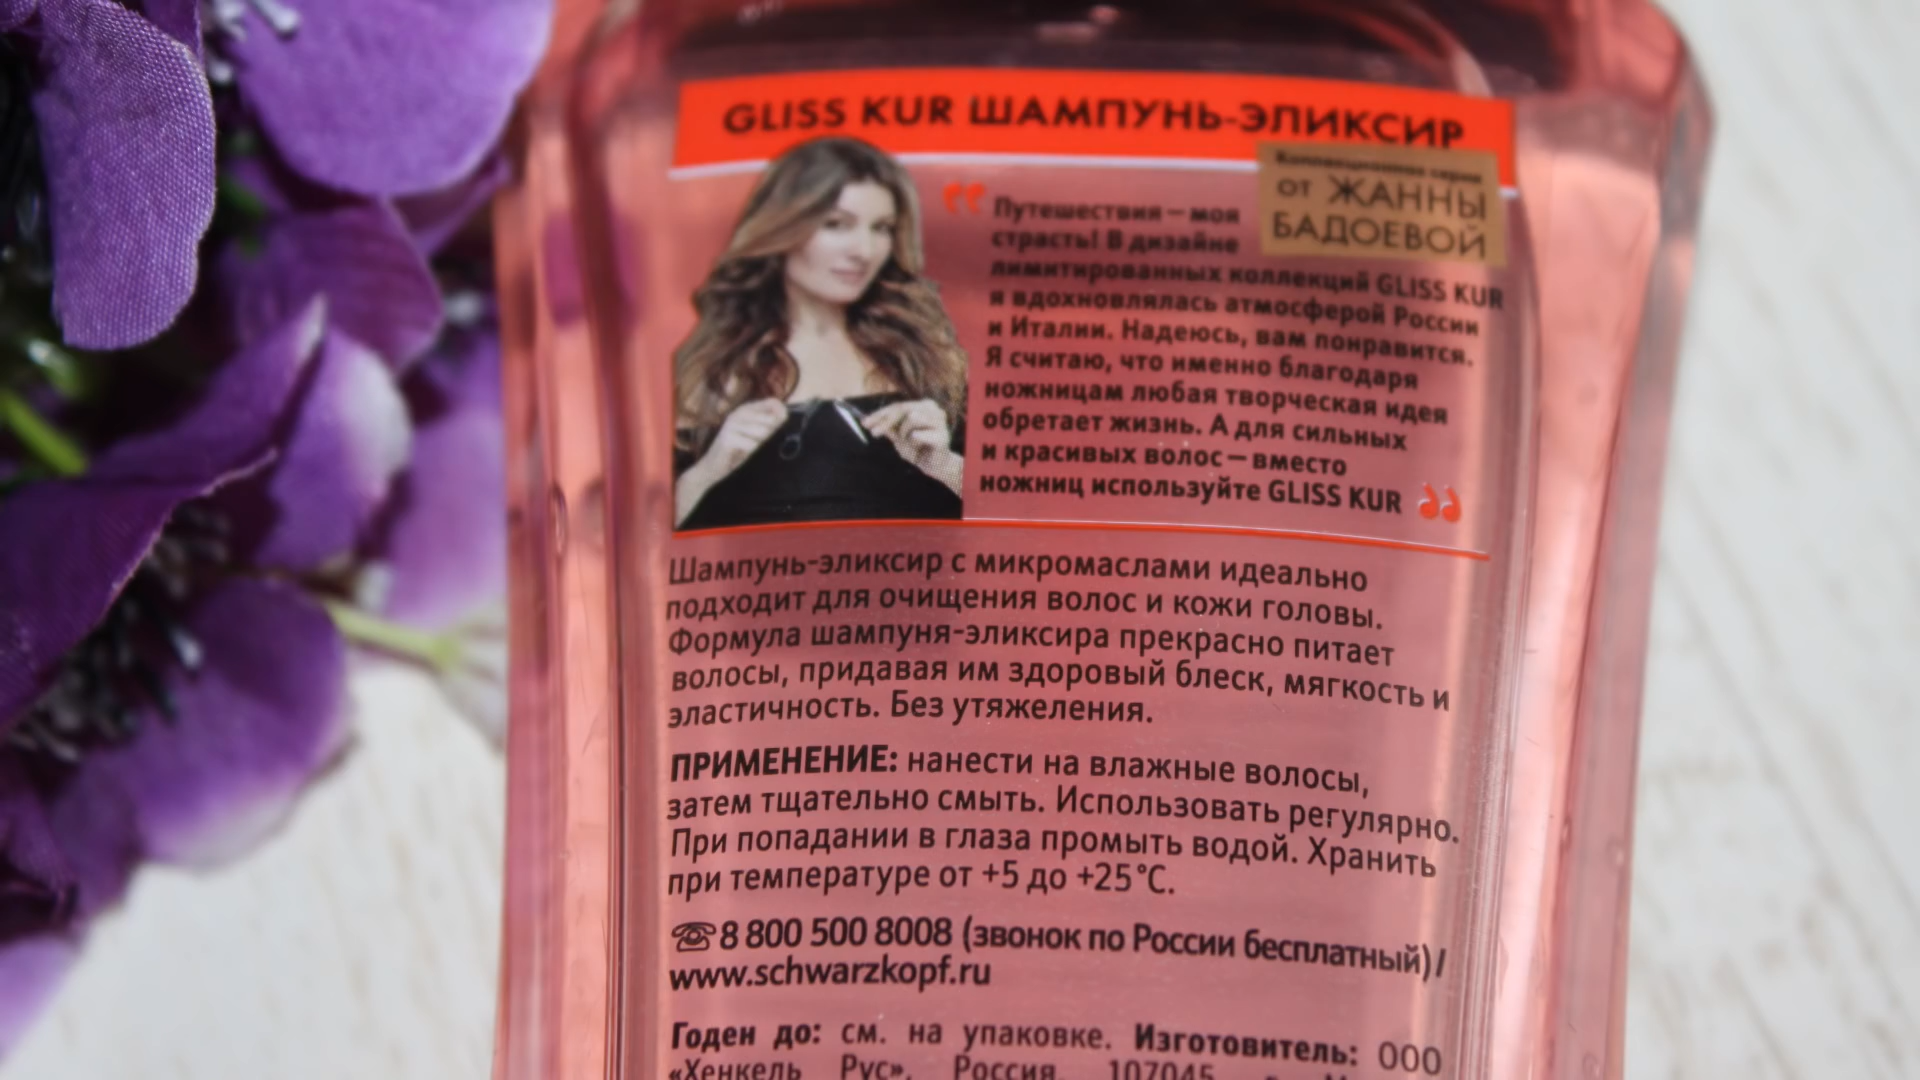 GLISS KUR ШАМПУНЬ-ЭЛИКСИР
Коллекционная серия
от ЖАННЫ
БАДОЕВОЙ
“ Путешествия — моя
страсть! В дизайне
лимитированных коллекций GLISS KUR
я вдохновлялась атмосферой России
и Италии. Надеюсь, вам понравится.
Я считаю, что именно благодаря
ножницам любая творческая идея
обретает жизнь. А для сильных
и красивых волос — вместо
ножниц используйте GLISS KUR ”
Шампунь-эликсир с микромаслами идеально
подходит для очищения волос и кожи головы.
Формула шампуня-эликсира прекрасно питает
волосы, придавая им здоровый блеск, мягкость и
эластичность. Без утяжеления.
ПРИМЕНЕНИЕ: нанести на влажные волосы,
затем тщательно смыть. Использовать регулярно.
При попадании в глаза промыть водой. Хранить
при температуре от +5 до +25°C.
☏ 8 800 500 8008 (звонок по России бесплатный) /
www.schwarzkopf.ru
Годен до: см. на упаковке. Изготовитель: ООО
«Хенкель Рус», Россия, 107045, г.